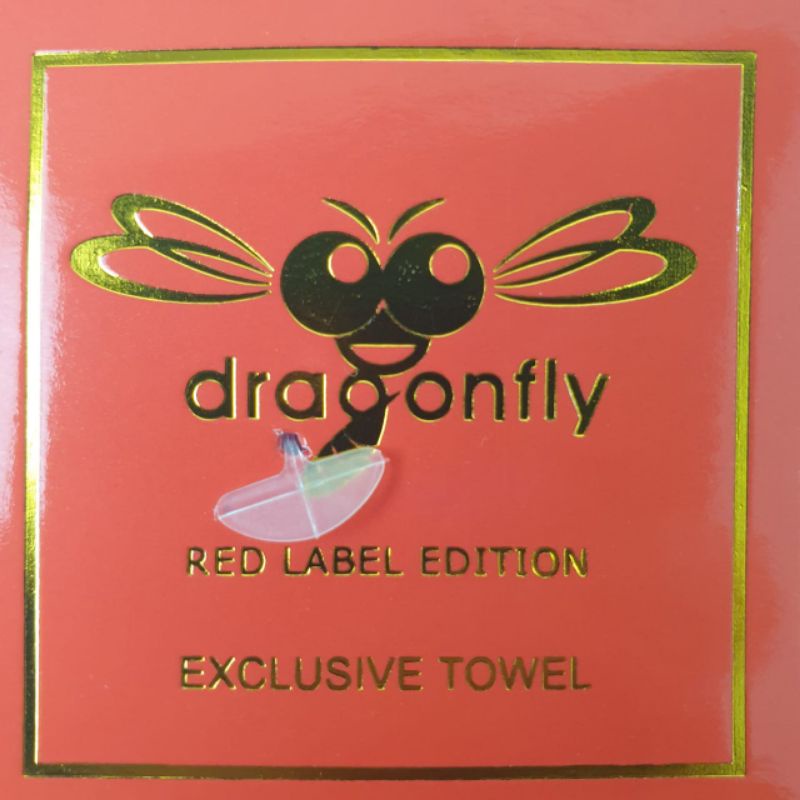 dragonfly
RED LABEL EDITION
EXCLUSIVE TOWEL